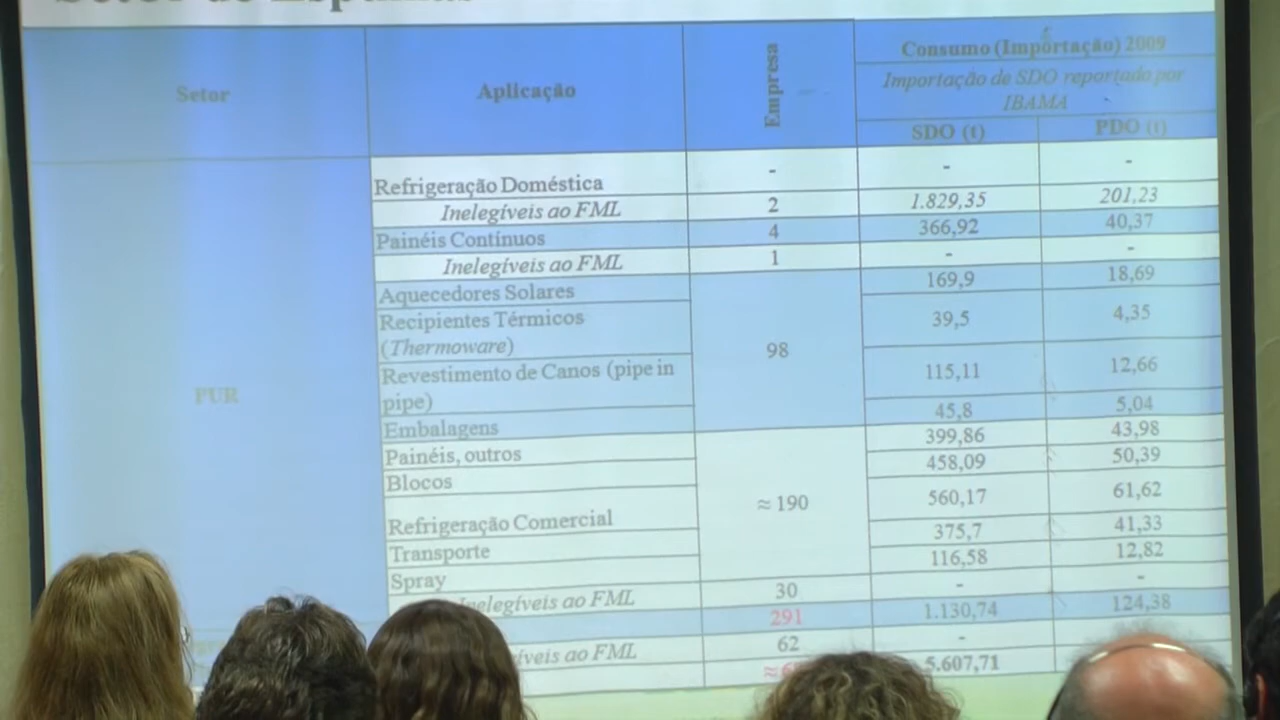 Setor de Espumas
Setor
Aplicação
Empresa
Consumo (Importação) 2009
Importação de SDO reportado por
IBAMA
SDO (t)
PDO (t)
PUR
Refrigeração Doméstica - - -
Inelegíveis ao FML 2 1.829,35 201,23
Painéis Contínuos 4 366,92 40,37
Inelegíveis ao FML 1 - -
Aquecedores Solares 169,9 18,69
Recipientes Térmicos
(Thermoware) 39,5 4,35
98
Revestimento de Canos (pipe in
pipe) 115,11 12,66
Embalagens 45,8 5,04
Painéis, outros 399,86 43,98
Blocos 458,09 50,39
≈ 190
Refrigeração Comercial 560,17 61,62
Transporte 375,7 41,33
Spray 116,58 12,82
Inelegíveis ao FML 30 - -
291 1.130,74 124,38
ao FML 62 -
5.607,71